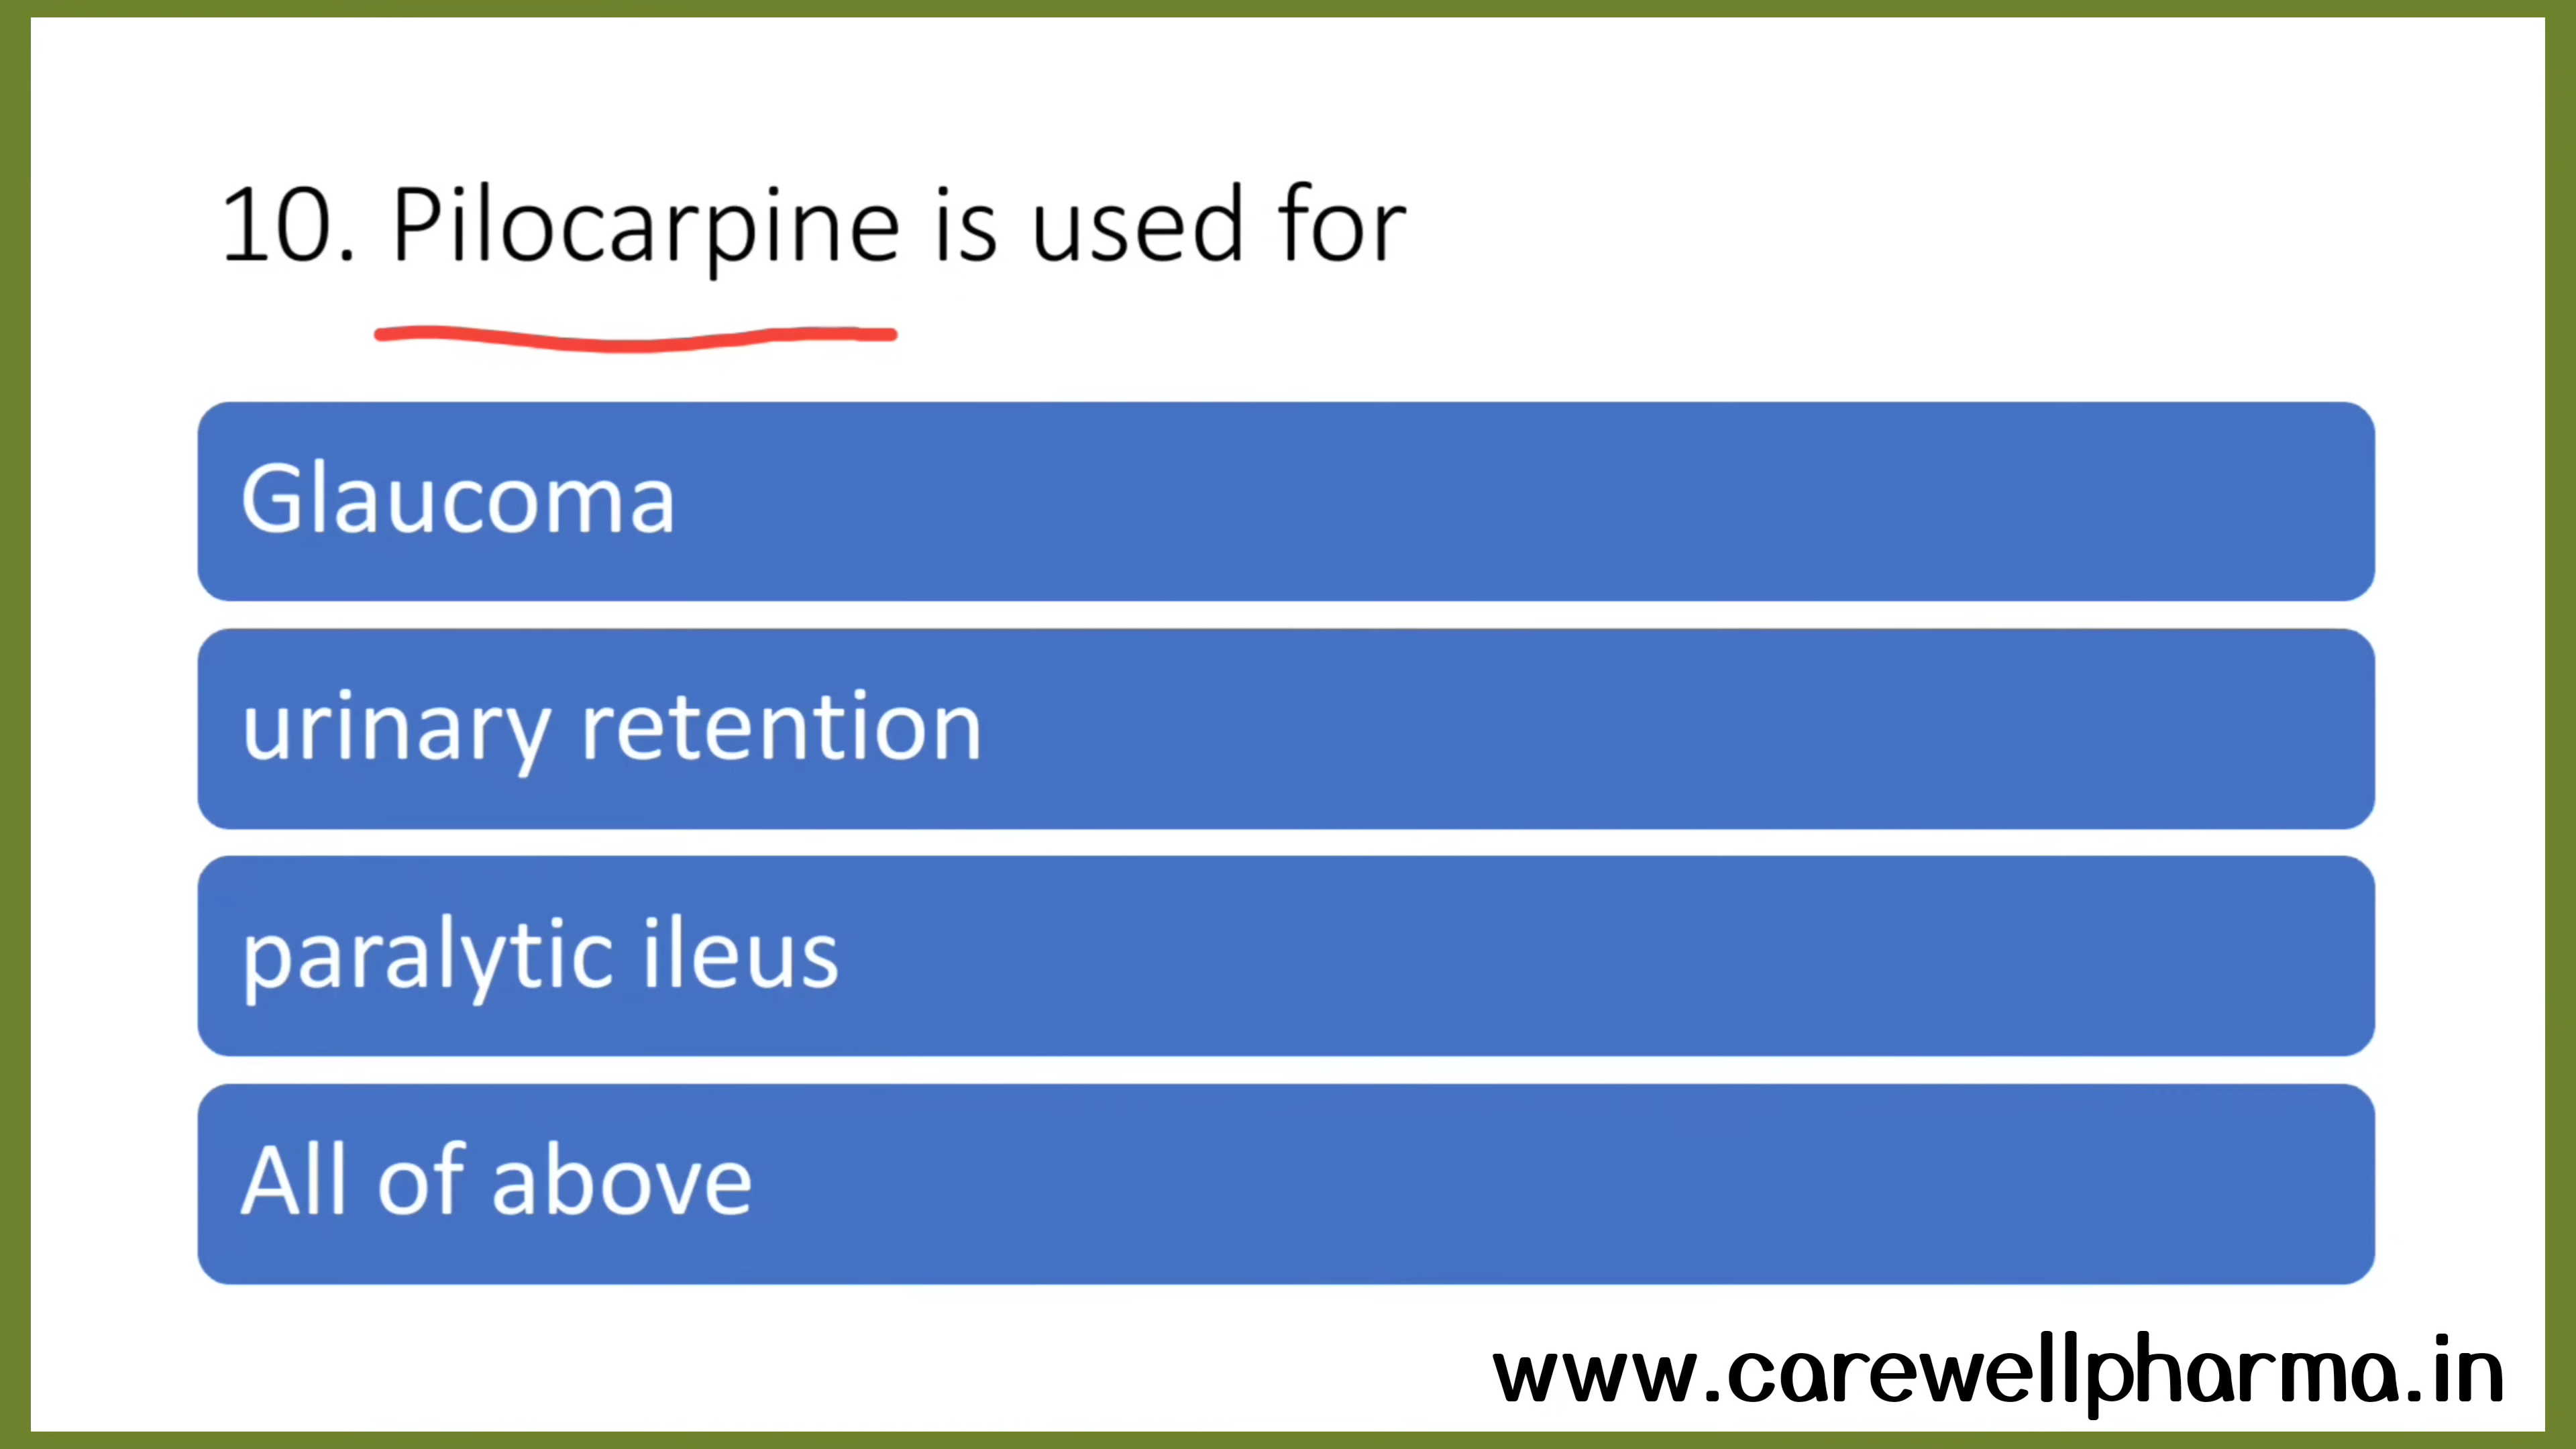 10. Pilocarpine is used for
Glaucoma
urinary retention
paralytic ileus
All of above
www.carewellpharma.in